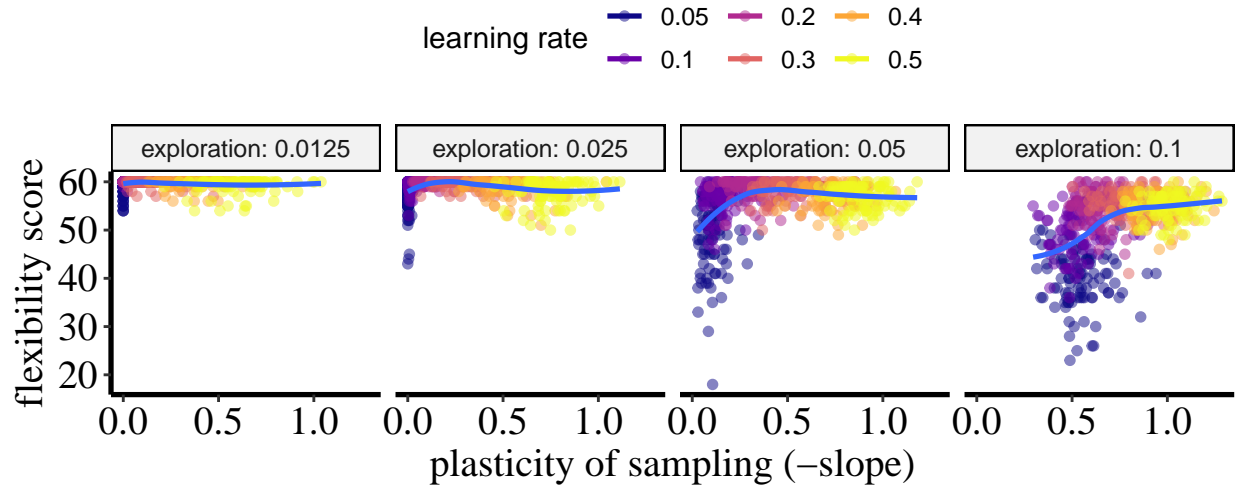 learning rate
0.05 0.2 0.4
0.1 0.3 0.5
exploration: 0.0125 exploration: 0.025 exploration: 0.05 exploration: 0.1
flexibility score
60
50
40
30
20
0.0 0.5 1.0 0.0 0.5 1.0 0.0 0.5 1.0 0.0 0.5 1.0
plasticity of sampling (−slope)